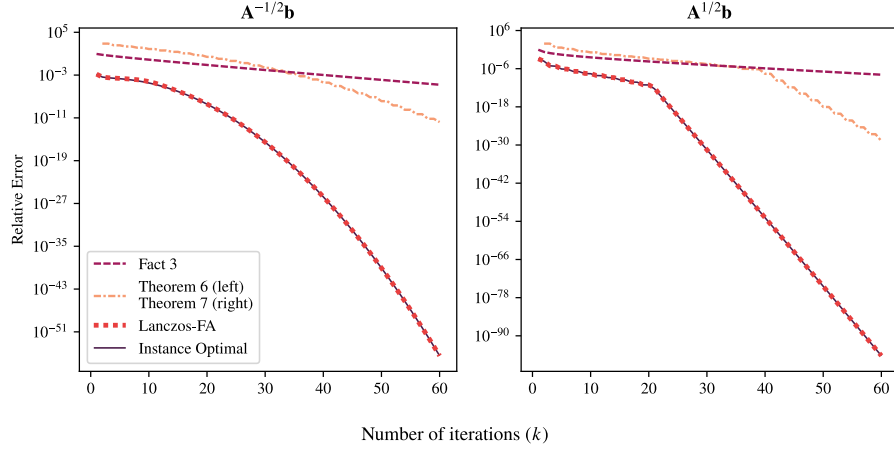 A^{-1/2}b
A^{1/2}b
Relative Error
10^5
10^{-3}
10^{-11}
10^{-19}
10^{-27}
10^{-35}
10^{-43}
10^{-51}
Fact 3
Theorem 6 (left)
Theorem 7 (right)
Lanczos-FA
Instance Optimal
0 10 20 30 40 50 60
10^6
10^{-6}
10^{-18}
10^{-30}
10^{-42}
10^{-54}
10^{-66}
10^{-78}
10^{-90}
0 10 20 30 40 50 60
Number of iterations (k)